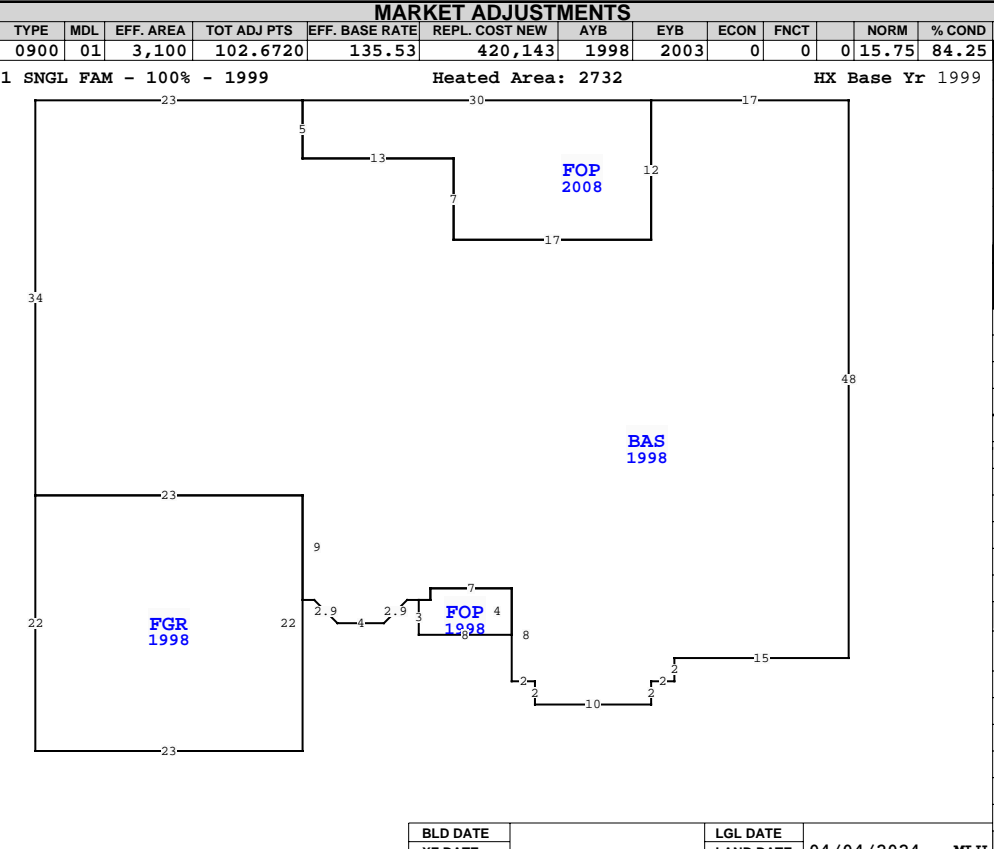 MARKET ADJUSTMENTS
TYPE MDL EFF. AREA TOT ADJ PTS EFF. BASE RATE REPL. COST NEW AYB EYB ECON FNCT NORM % COND
0900 01 3,100 102.6720 135.53 420,143 1998 2003 0 0 0 15.75 84.25
1 SNGL FAM - 100% - 1999 Heated Area: 2732 HX Base Yr 1999
23 30 17
5
13
FOP 12
2008
7
17
34
48
BAS
1998
23
9
7
2.9 2.9 3 FOP 4
22 FGR 22 4 1998
1998 8 8
15
2
2 2
2 2
10
23
BLD DATE LGL DATE
04/04/2024